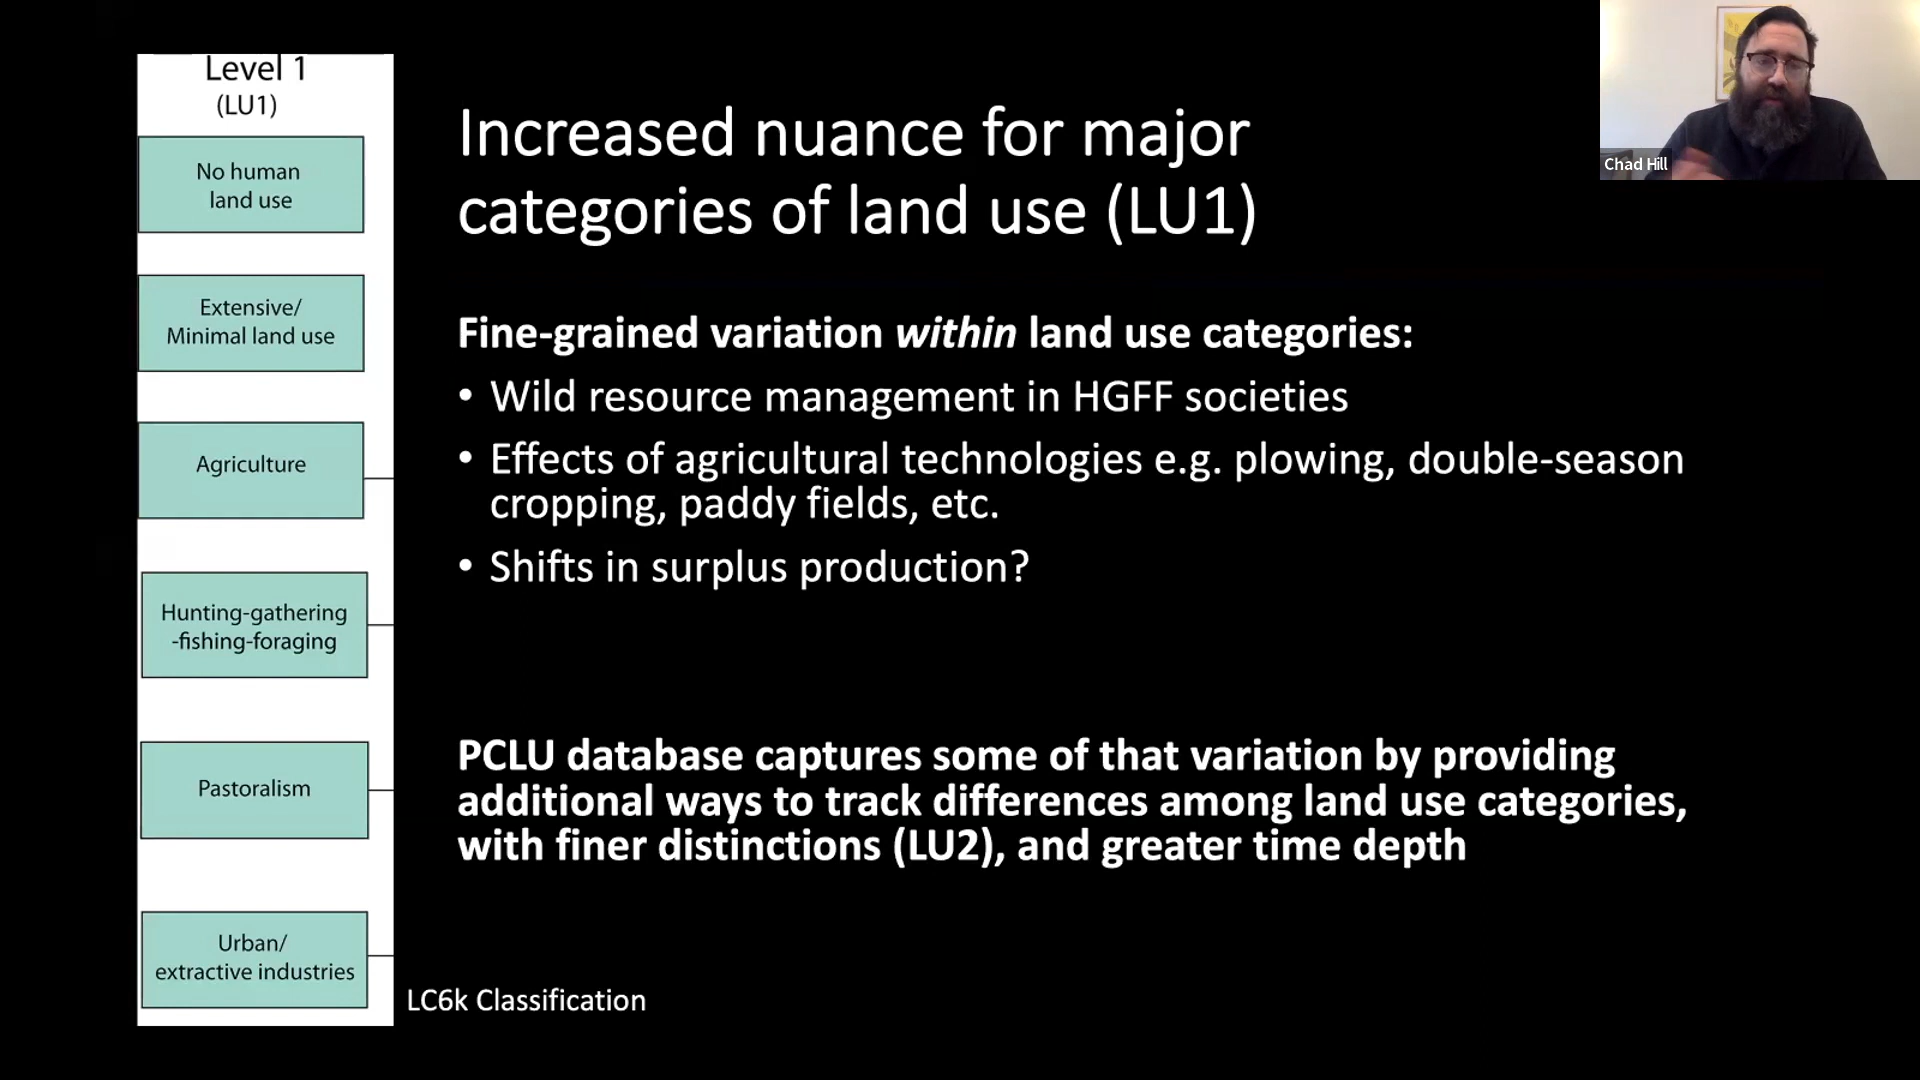 Level 1
(LU1)
No human
land use
Extensive/
Minimal land use
Agriculture
Hunting-gathering
-fishing-foraging
Pastoralism
Urban/
extractive industries
Increased nuance for major
categories of land use (LU1)
Fine-grained variation within land use categories:
• Wild resource management in HGFF societies
• Effects of agricultural technologies e.g. plowing, double-season
cropping, paddy fields, etc.
• Shifts in surplus production?
PCLU database captures some of that variation by providing
additional ways to track differences among land use categories,
with finer distinctions (LU2), and greater time depth
LC6k Classification
Chad Hill